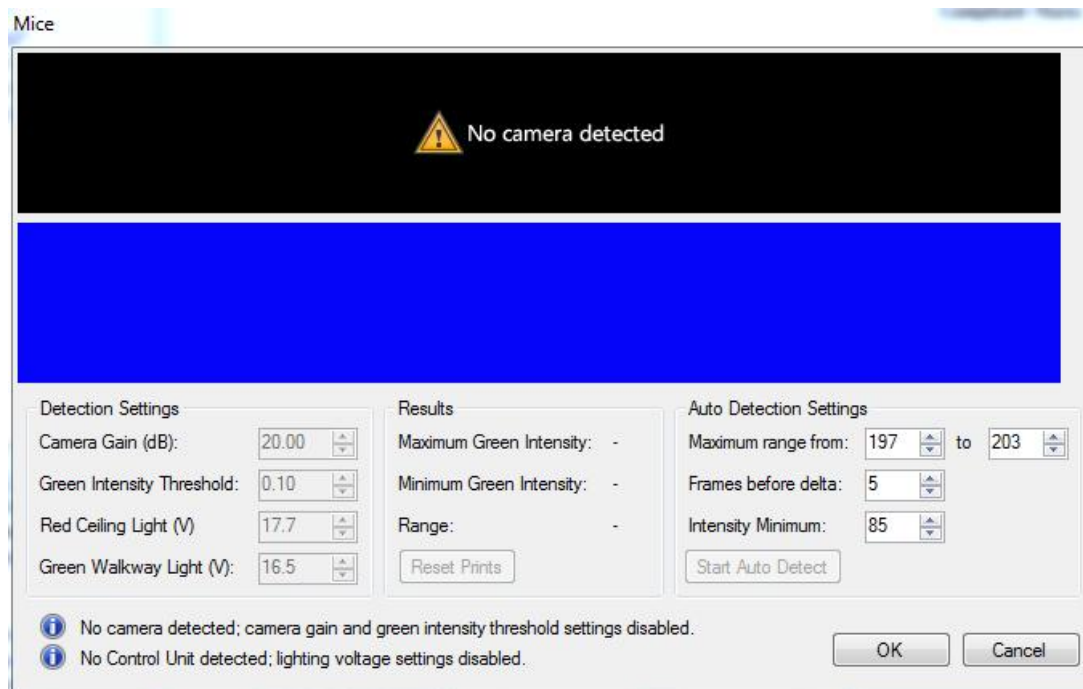 Mice
No camera detected
Detection Settings
Camera Gain (dB): 20.00
Green Intensity Threshold: 0.10
Red Ceiling Light (V) 17.7
Green Walkway Light (V): 16.5
Results
Maximum Green Intensity: -
Minimum Green Intensity: -
Range: -
Reset Prints
Auto Detection Settings
Maximum range from: 197 to 203
Frames before delta: 5
Intensity Minimum: 85
Start Auto Detect
No camera detected; camera gain and green intensity threshold settings disabled.
No Control Unit detected; lighting voltage settings disabled.
OK Cancel